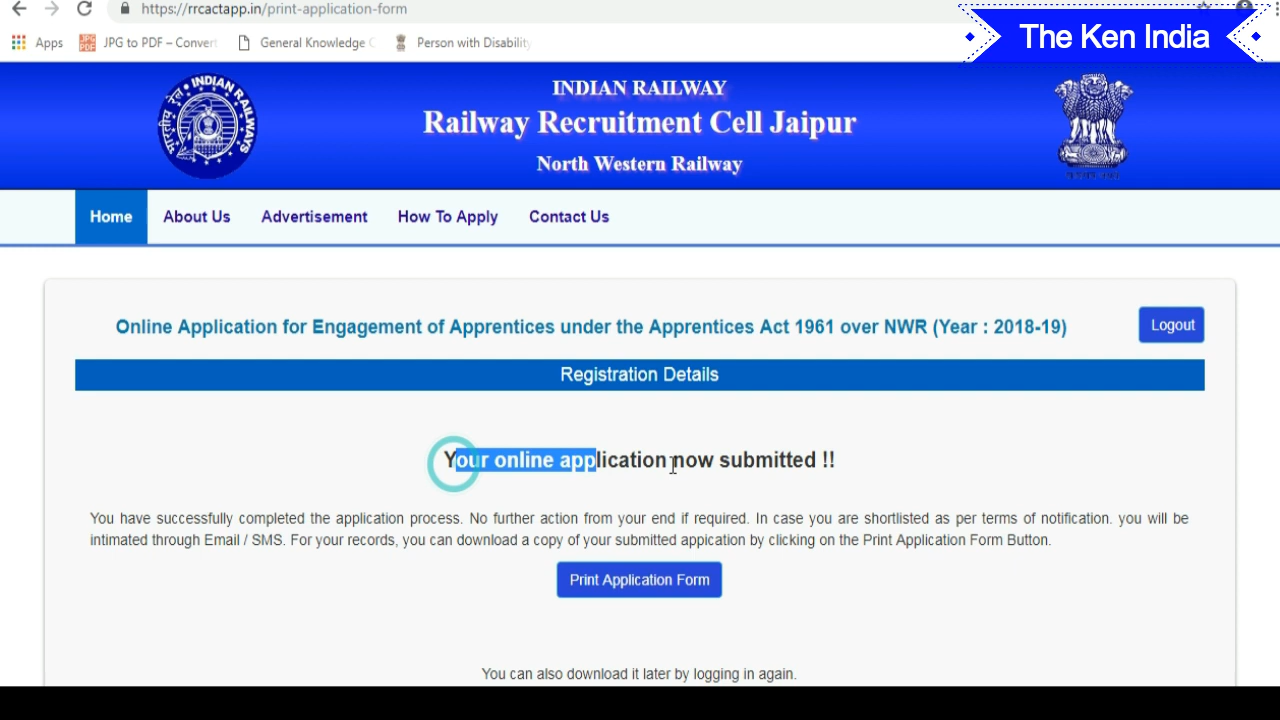 https://rrcactapp.in/print-application-form
Apps JPG to PDF – Convert General Knowledge Person with Disability
The Ken India
INDIAN RAILWAY
Railway Recruitment Cell Jaipur
North Western Railway
भारतीय रेल INDIAN RAILWAYS
Home About Us Advertisement How To Apply Contact Us
Online Application for Engagement of Apprentices under the Apprentices Act 1961 over NWR (Year : 2018-19)
Logout
Registration Details
Your online application now submitted !!
You have successfully completed the application process. No further action from your end if required. In case you are shortlisted as per terms of notification. you will be
intimated through Email / SMS. For your records, you can download a copy of your submitted application by clicking on the Print Application Form Button.
Print Application Form
You can also download it later by logging in again.